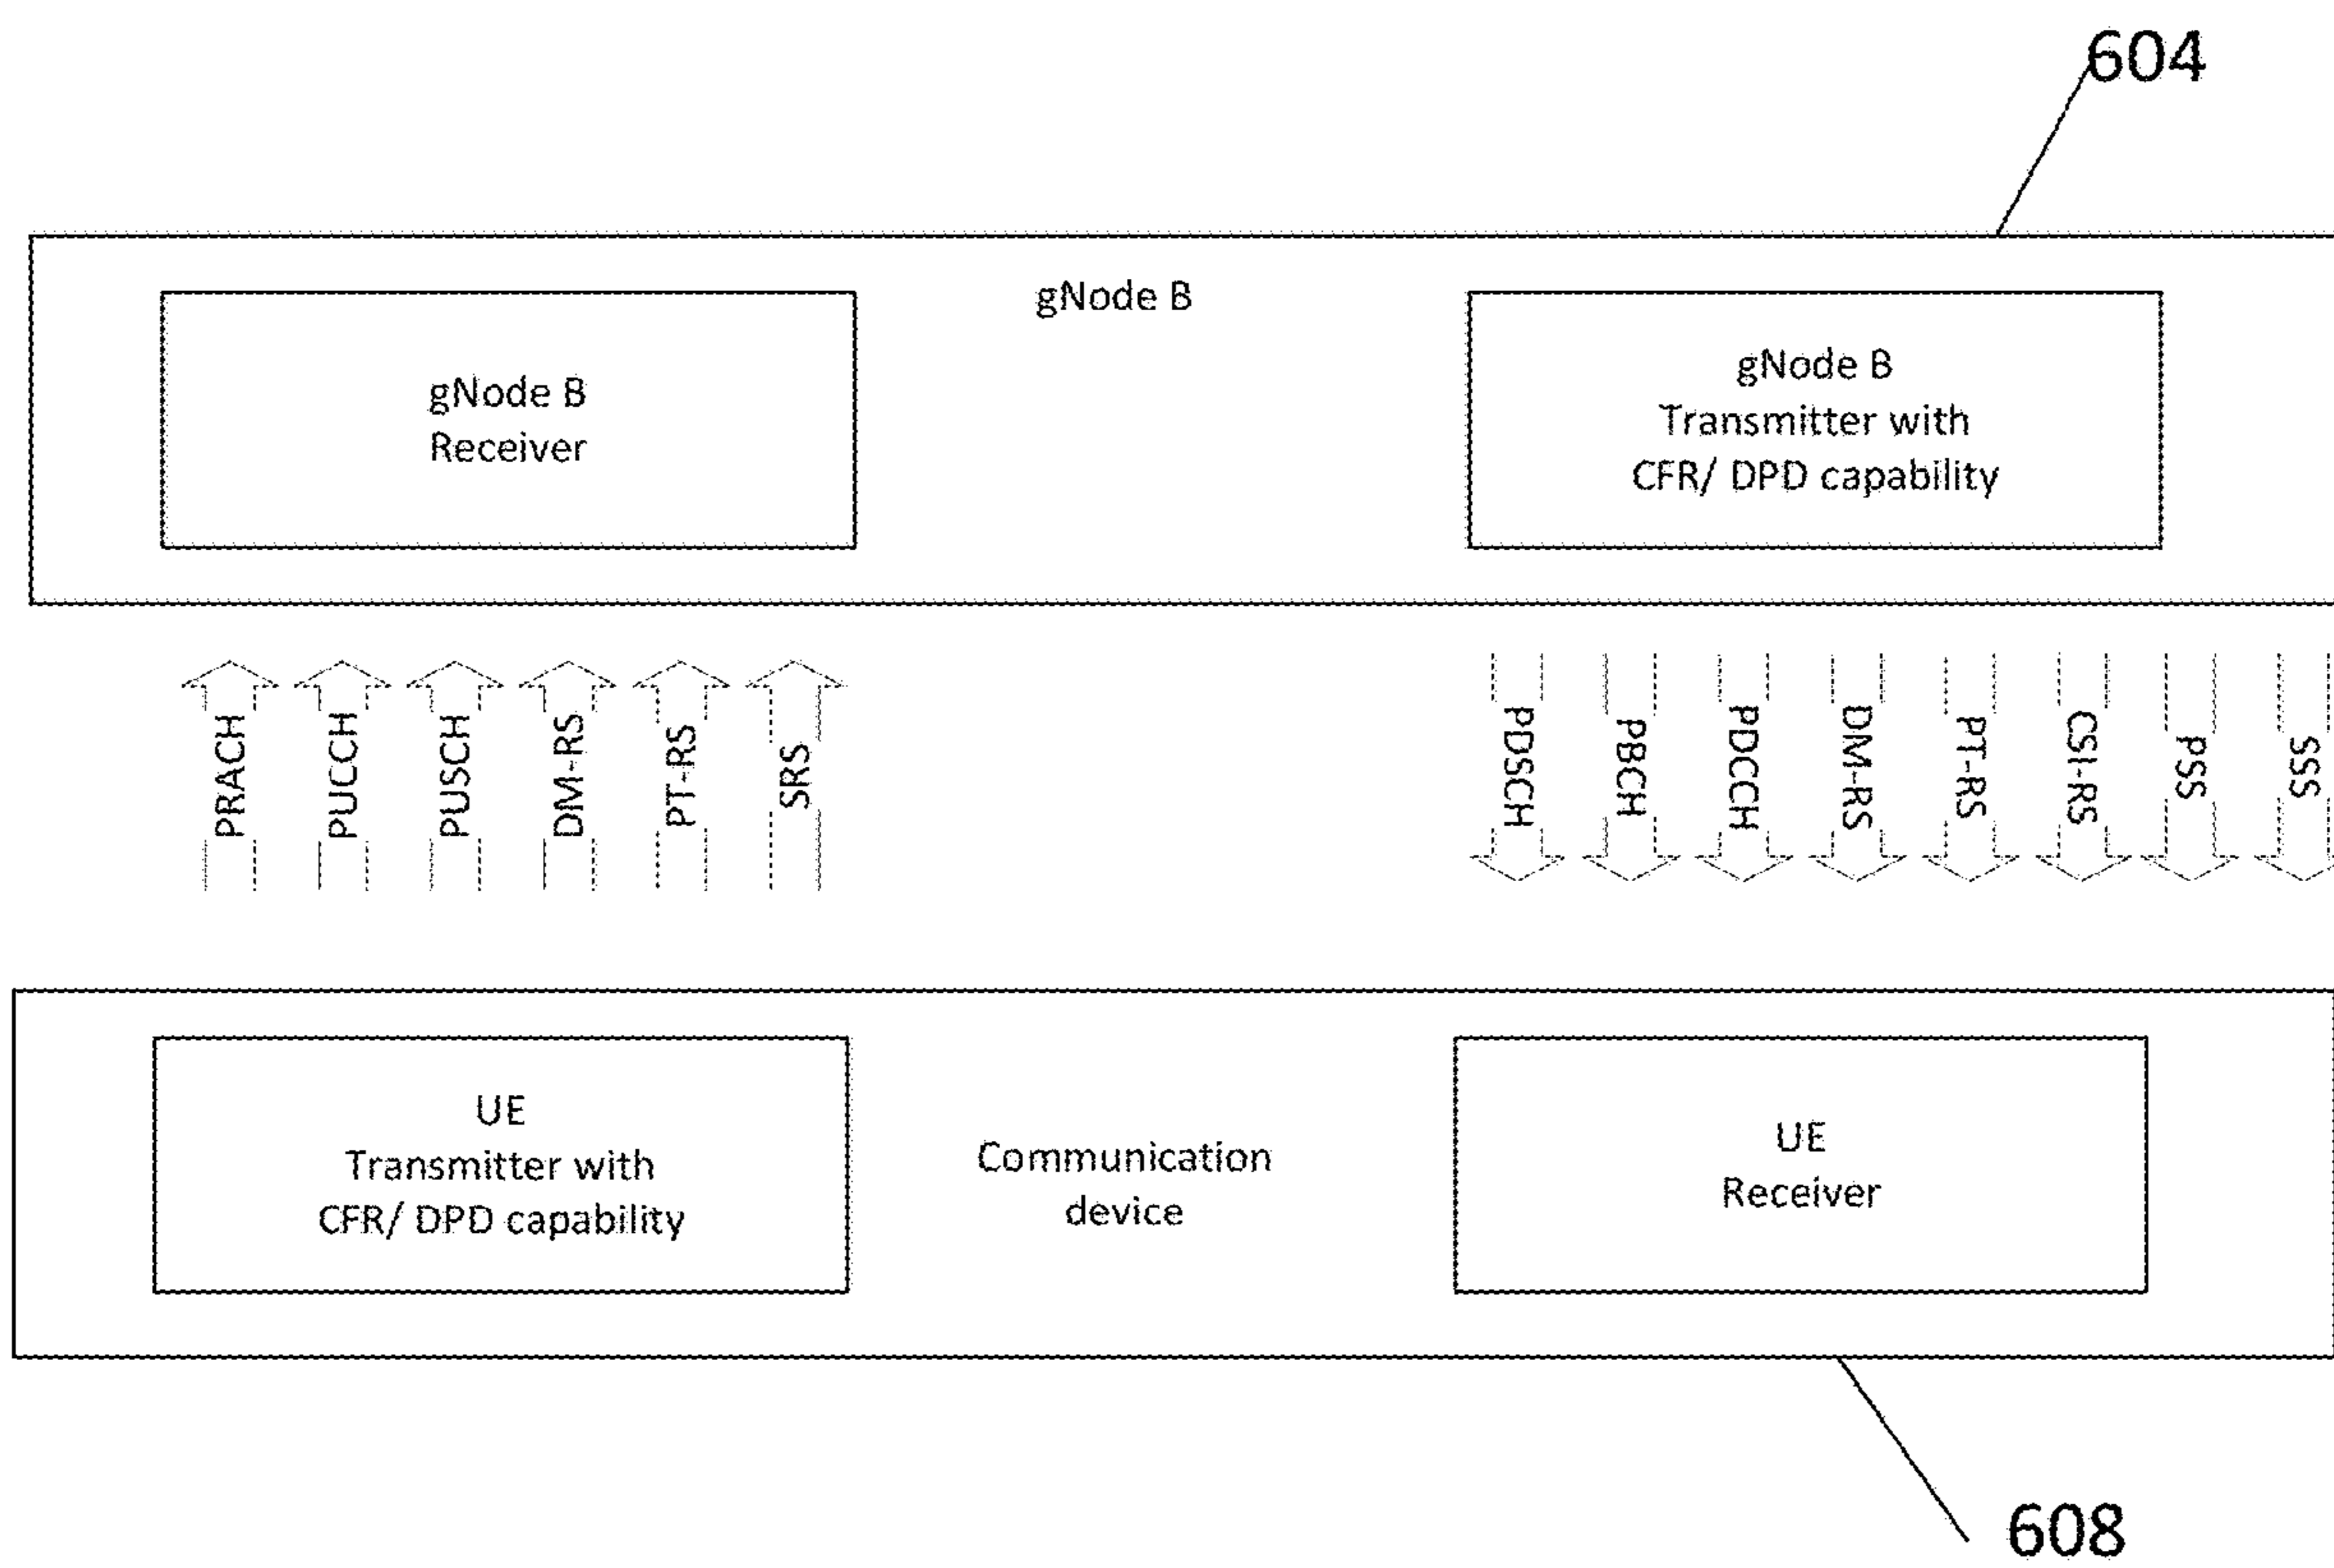 604
gNode B
gNode B
Receiver
gNode B
Transmitter with
CFR/ DPD capability
PRACH
PUCCH
PUSCH
DM-RS
PT-RS
SRS
PDSCH
PBCH
PDCCH
DM-RS
PT-RS
CSI-RS
PSS
SSS
UE
Transmitter with
CFR/ DPD capability
Communication
device
UE
Receiver
608